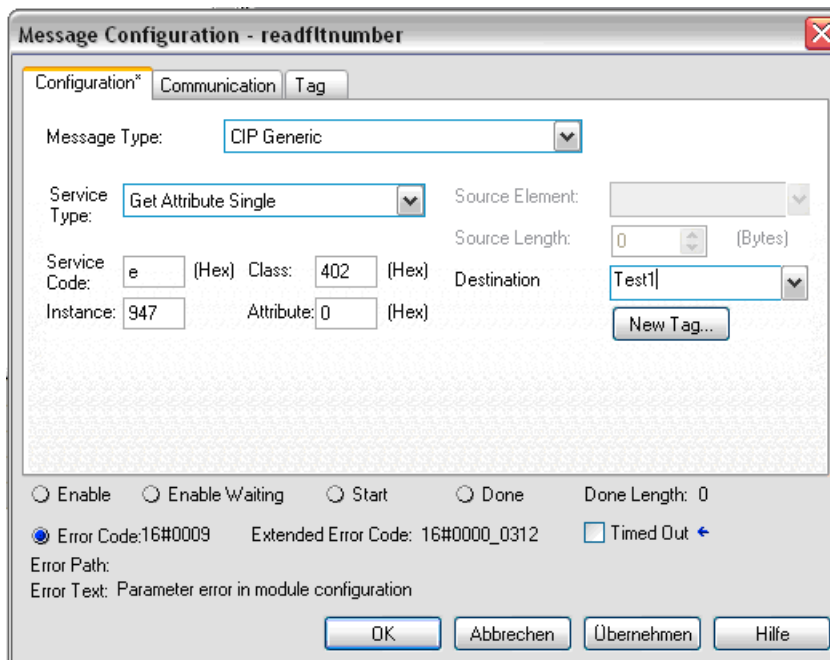 Message Configuration - readfltnumber
Configuration* Communication Tag
Message Type: CIP Generic
Service Type: Get Attribute Single
Source Element:
Source Length: 0 (Bytes)
Service Code: e (Hex) Class: 402 (Hex)
Destination Test1
Instance: 947 Attribute: 0 (Hex)
New Tag...
Enable Enable Waiting Start Done Done Length: 0
Error Code: 16#0009 Extended Error Code: 16#0000_0312 Timed Out
Error Path:
Error Text: Parameter error in module configuration
OK Abbrechen Übernehmen Hilfe